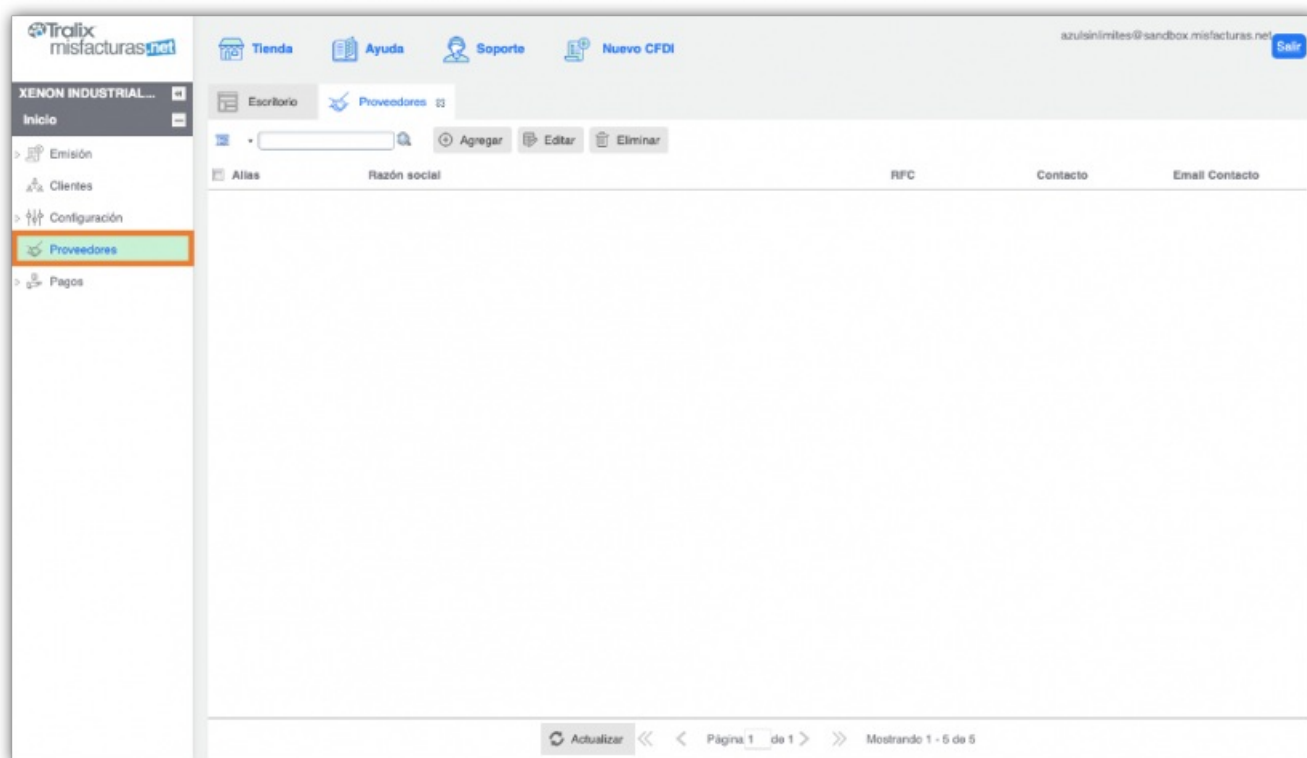 Tralix
misfacturas.net
Tienda Ayuda Soporte Nuevo CFDI
azulsinlimites@sandbox.misfacturas.net
Salir
XENON INDUSTRIAL...
Inicio
Escritorio Proveedores
Agregar Editar Eliminar
Emisión
Alias Razón social RFC Contacto Email Contacto
Clientes
Configuración
Proveedores
Pagos
Actualizar Página 1 de 1 Mostrando 1 - 5 de 5